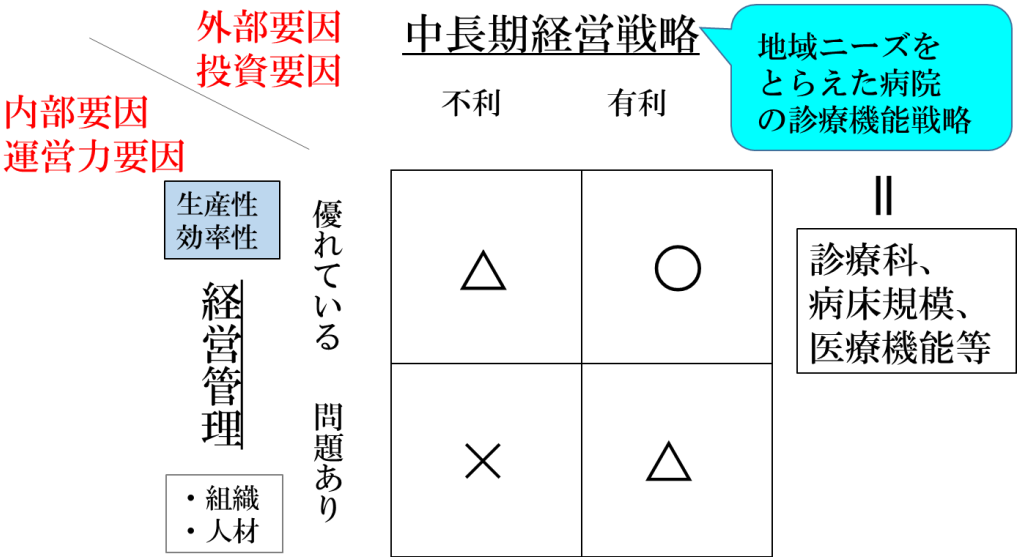 外部要因
投資要因
内部要因
運営力要因
中長期経営戦略
地域ニーズを
とらえた病院
の診療機能戦略
不利
有利
＝
診療科、
病床規模、
医療機能等
生産性
効率性
経営管理
・組織
・人材
優れている
問題あり
△
○
×
△